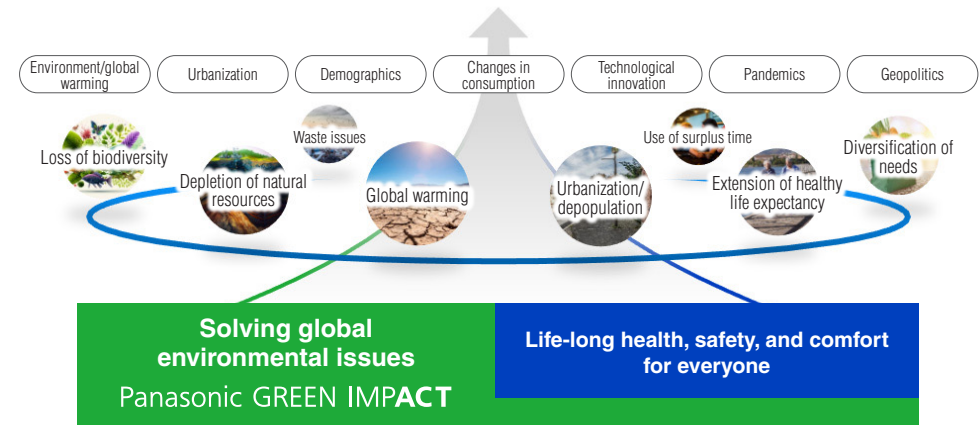 Environment/global
warming
Urbanization
Demographics
Changes in
consumption
Technological
innovation
Pandemics
Geopolitics
Loss of biodiversity
Waste issues
Use of surplus time
Diversification of
needs
Depletion of natural
resources
Global warming
Urbanization/
depopulation
Extension of healthy
life expectancy
Solving global
environmental issues
Panasonic GREEN IMPACT
Life-long health, safety, and comfort
for everyone